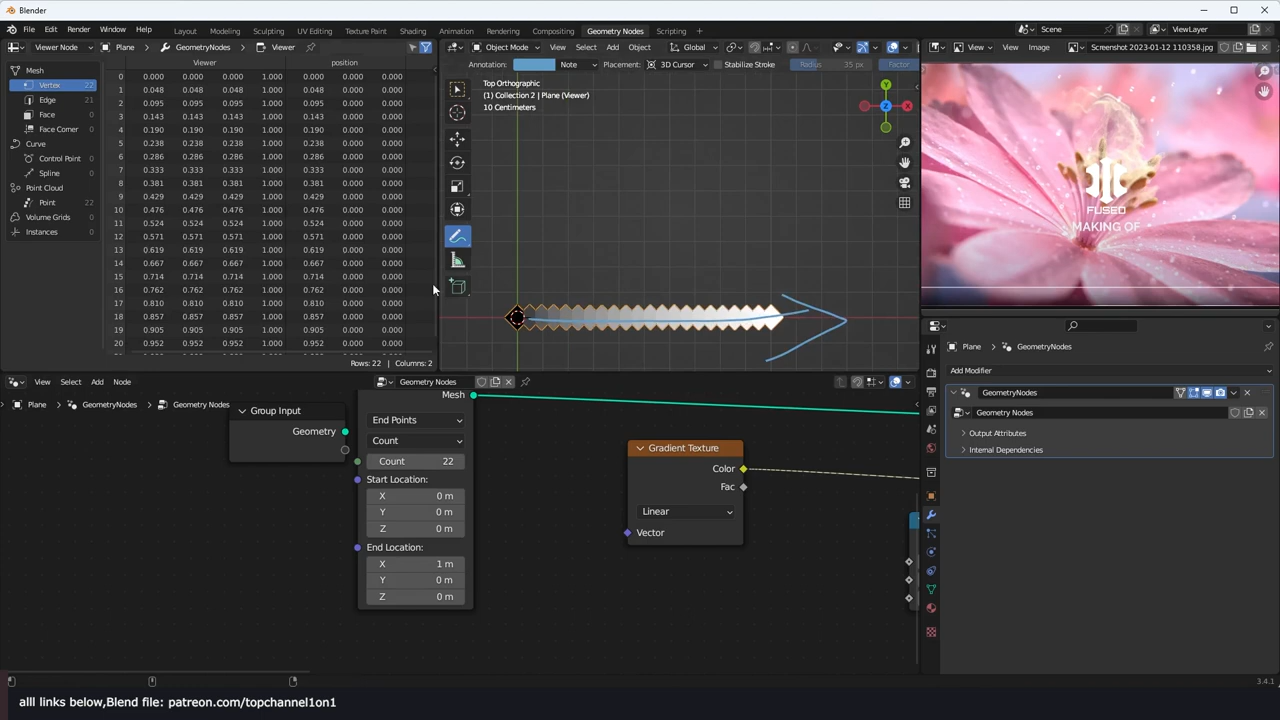 Blender
File Edit Render Window Help Layout Modeling Sculpting UV Editing Texture Paint Shading Animation Rendering Compositing Geometry Nodes Scripting Scene ViewLayer
Viewer Node Plane GeometryNodes Viewer
Object Mode View Select Add Object Global
View View Image Screenshot 2023-01-12 110358.jpg
Viewer position
Annotation: Note Placement: 3D Cursor Stabilize Stroke Radius 35 px Factor
Mesh
Vertex 22
Edge 21
Face 0
Face Corner 0
Curve
Control Point 0
Spline 0
Point Cloud
Point 22
Volume Grids 0
Instances 0
0 0.000 0.000 0.000 1.000 0.000 0.000 0.000
1 0.048 0.048 0.048 1.000 0.048 0.000 0.000
2 0.095 0.095 0.095 1.000 0.095 0.000 0.000
3 0.143 0.143 0.143 1.000 0.143 0.000 0.000
4 0.190 0.190 0.190 1.000 0.190 0.000 0.000
5 0.238 0.238 0.238 1.000 0.238 0.000 0.000
6 0.286 0.286 0.286 1.000 0.286 0.000 0.000
7 0.333 0.333 0.333 1.000 0.333 0.000 0.000
8 0.381 0.381 0.381 1.000 0.381 0.000 0.000
9 0.429 0.429 0.429 1.000 0.429 0.000 0.000
10 0.476 0.476 0.476 1.000 0.476 0.000 0.000
11 0.524 0.524 0.524 1.000 0.524 0.000 0.000
12 0.571 0.571 0.571 1.000 0.571 0.000 0.000
13 0.619 0.619 0.619 1.000 0.619 0.000 0.000
14 0.667 0.667 0.667 1.000 0.667 0.000 0.000
15 0.714 0.714 0.714 1.000 0.714 0.000 0.000
16 0.762 0.762 0.762 1.000 0.762 0.000 0.000
17 0.810 0.810 0.810 1.000 0.810 0.000 0.000
18 0.857 0.857 0.857 1.000 0.857 0.000 0.000
19 0.905 0.905 0.905 1.000 0.905 0.000 0.000
20 0.952 0.952 0.952 1.000 0.952 0.000 0.000
Rows: 22 | Columns: 2
Top Orthographic
(1) Collection 2 | Plane (Viewer)
10 Centimeters
Y
Z
X
FUSED
MAKING OF
View Select Add Node Geometry Nodes
Plane GeometryNodes Geometry Nodes
Group Input
Geometry
Mesh
End Points
Count
Count 22
Start Location:
X 0 m
Y 0 m
Z 0 m
End Location:
X 1 m
Y 0 m
Z 0 m
Gradient Texture
Color
Fac
Linear
Vector
Plane GeometryNodes
Add Modifier
GeometryNodes
Geometry Nodes
Output Attributes
Internal Dependencies
3.4.1
alll links below,Blend file: patreon.com/topchannel1on1